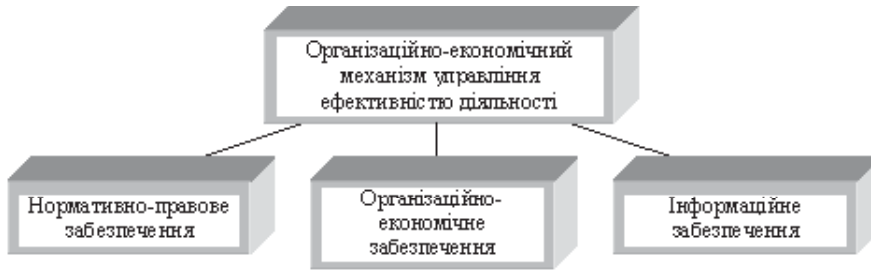 Організаційно-економічний
механізм управління
ефективністю діяльності
Нормативно-правове
забезпечення
Організаційно-
економічне
забезпечення
Інформаційне
забезпечення